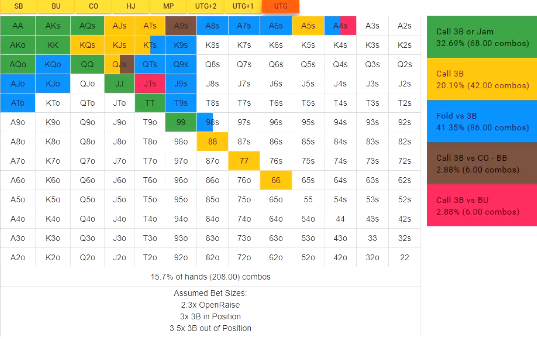 SB BU CO HJ MP UTG+2 UTG+1 UTG
AA AKs AQs AJs ATs A9s A8s A7s A6s A5s A4s A3s A2s
AKo KK KQs KJs KTs K9s K8s K7s K6s K5s K4s K3s K2s
AQo KQo QQ QJs QTs Q9s Q8s Q7s Q6s Q5s Q4s Q3s Q2s
AJo KJo QJo JJ JTs J9s J8s J7s J6s J5s J4s J3s J2s
ATo KTo QTo JTo TT T9s T8s T7s T6s T5s T4s T3s T2s
A9o K9o Q9o J9o T9o 99 98s 97s 96s 95s 94s 93s 92s
A8o K8o Q8o J8o T8o 98o 88 87s 86s 85s 84s 83s 82s
A7o K7o Q7o J7o T7o 97o 87o 77 76s 75s 74s 73s 72s
A6o K6o Q6o J6o T6o 96o 86o 76o 66 65s 64s 63s 62s
A5o K5o Q5o J5o T5o 95o 85o 75o 65o 55 54s 53s 52s
A4o K4o Q4o J4o T4o 94o 84o 74o 64o 54o 44 43s 42s
A3o K3o Q3o J3o T3o 93o 83o 73o 63o 53o 43o 33 32s
A2o K2o Q2o J2o T2o 92o 82o 72o 62o 52o 42o 32o 22
15.7% of hands (208.00) combos
Assumed Bet Sizes:
2.3x OpenRaise
3x 3B in Position
3.5x 3B out of Position
Call 3B or Jam
32.69% (68.00 combos)
Call 3B
20.19% (42.00 combos)
Fold vs 3B
41.35% (86.00 combos)
Call 3B vs CO - BB
2.88% (6.00 combos)
Call 3B vs BU
2.88% (6.00 combos)